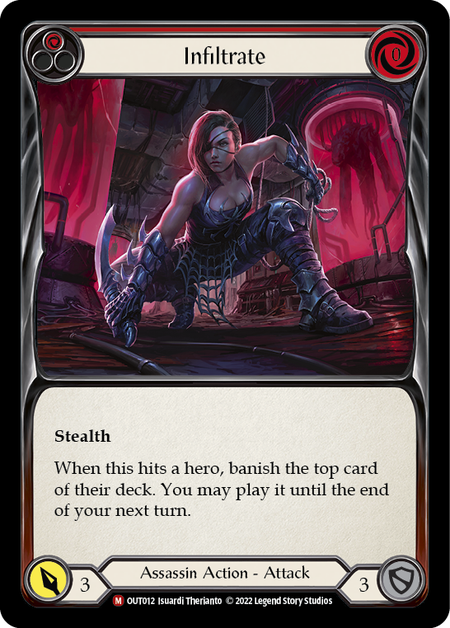 Infiltrate
0
Stealth
When this hits a hero, banish the top card
of their deck. You may play it until the end
of your next turn.
3
Assassin Action - Attack
3
M OUT012 Isuardi Therianto © 2022 Legend Story Studios